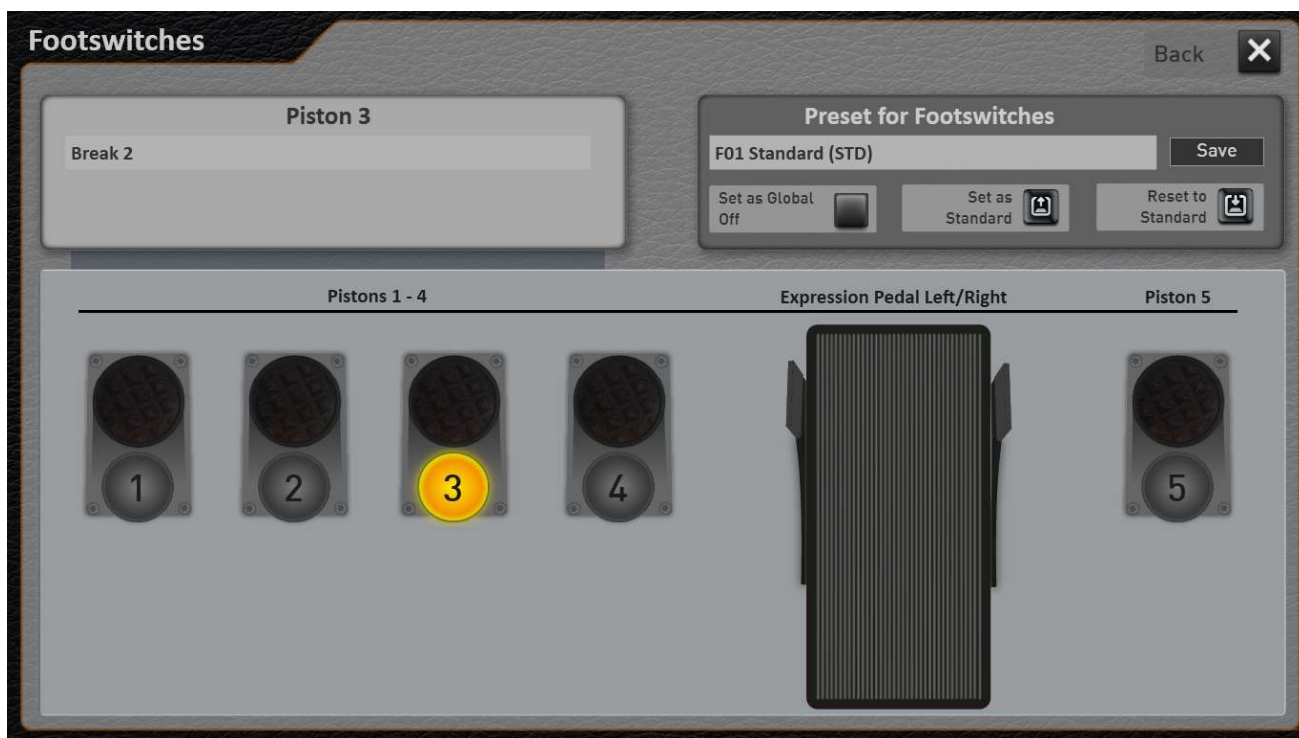 Footswitches
Back
Piston 3
Break 2
Preset for Footswitches
F01 Standard (STD)
Save
Set as Global
Off
Set as
Standard
Reset to
Standard
Pistons 1 - 4
Expression Pedal Left/Right
Piston 5
1
2
3
4
5